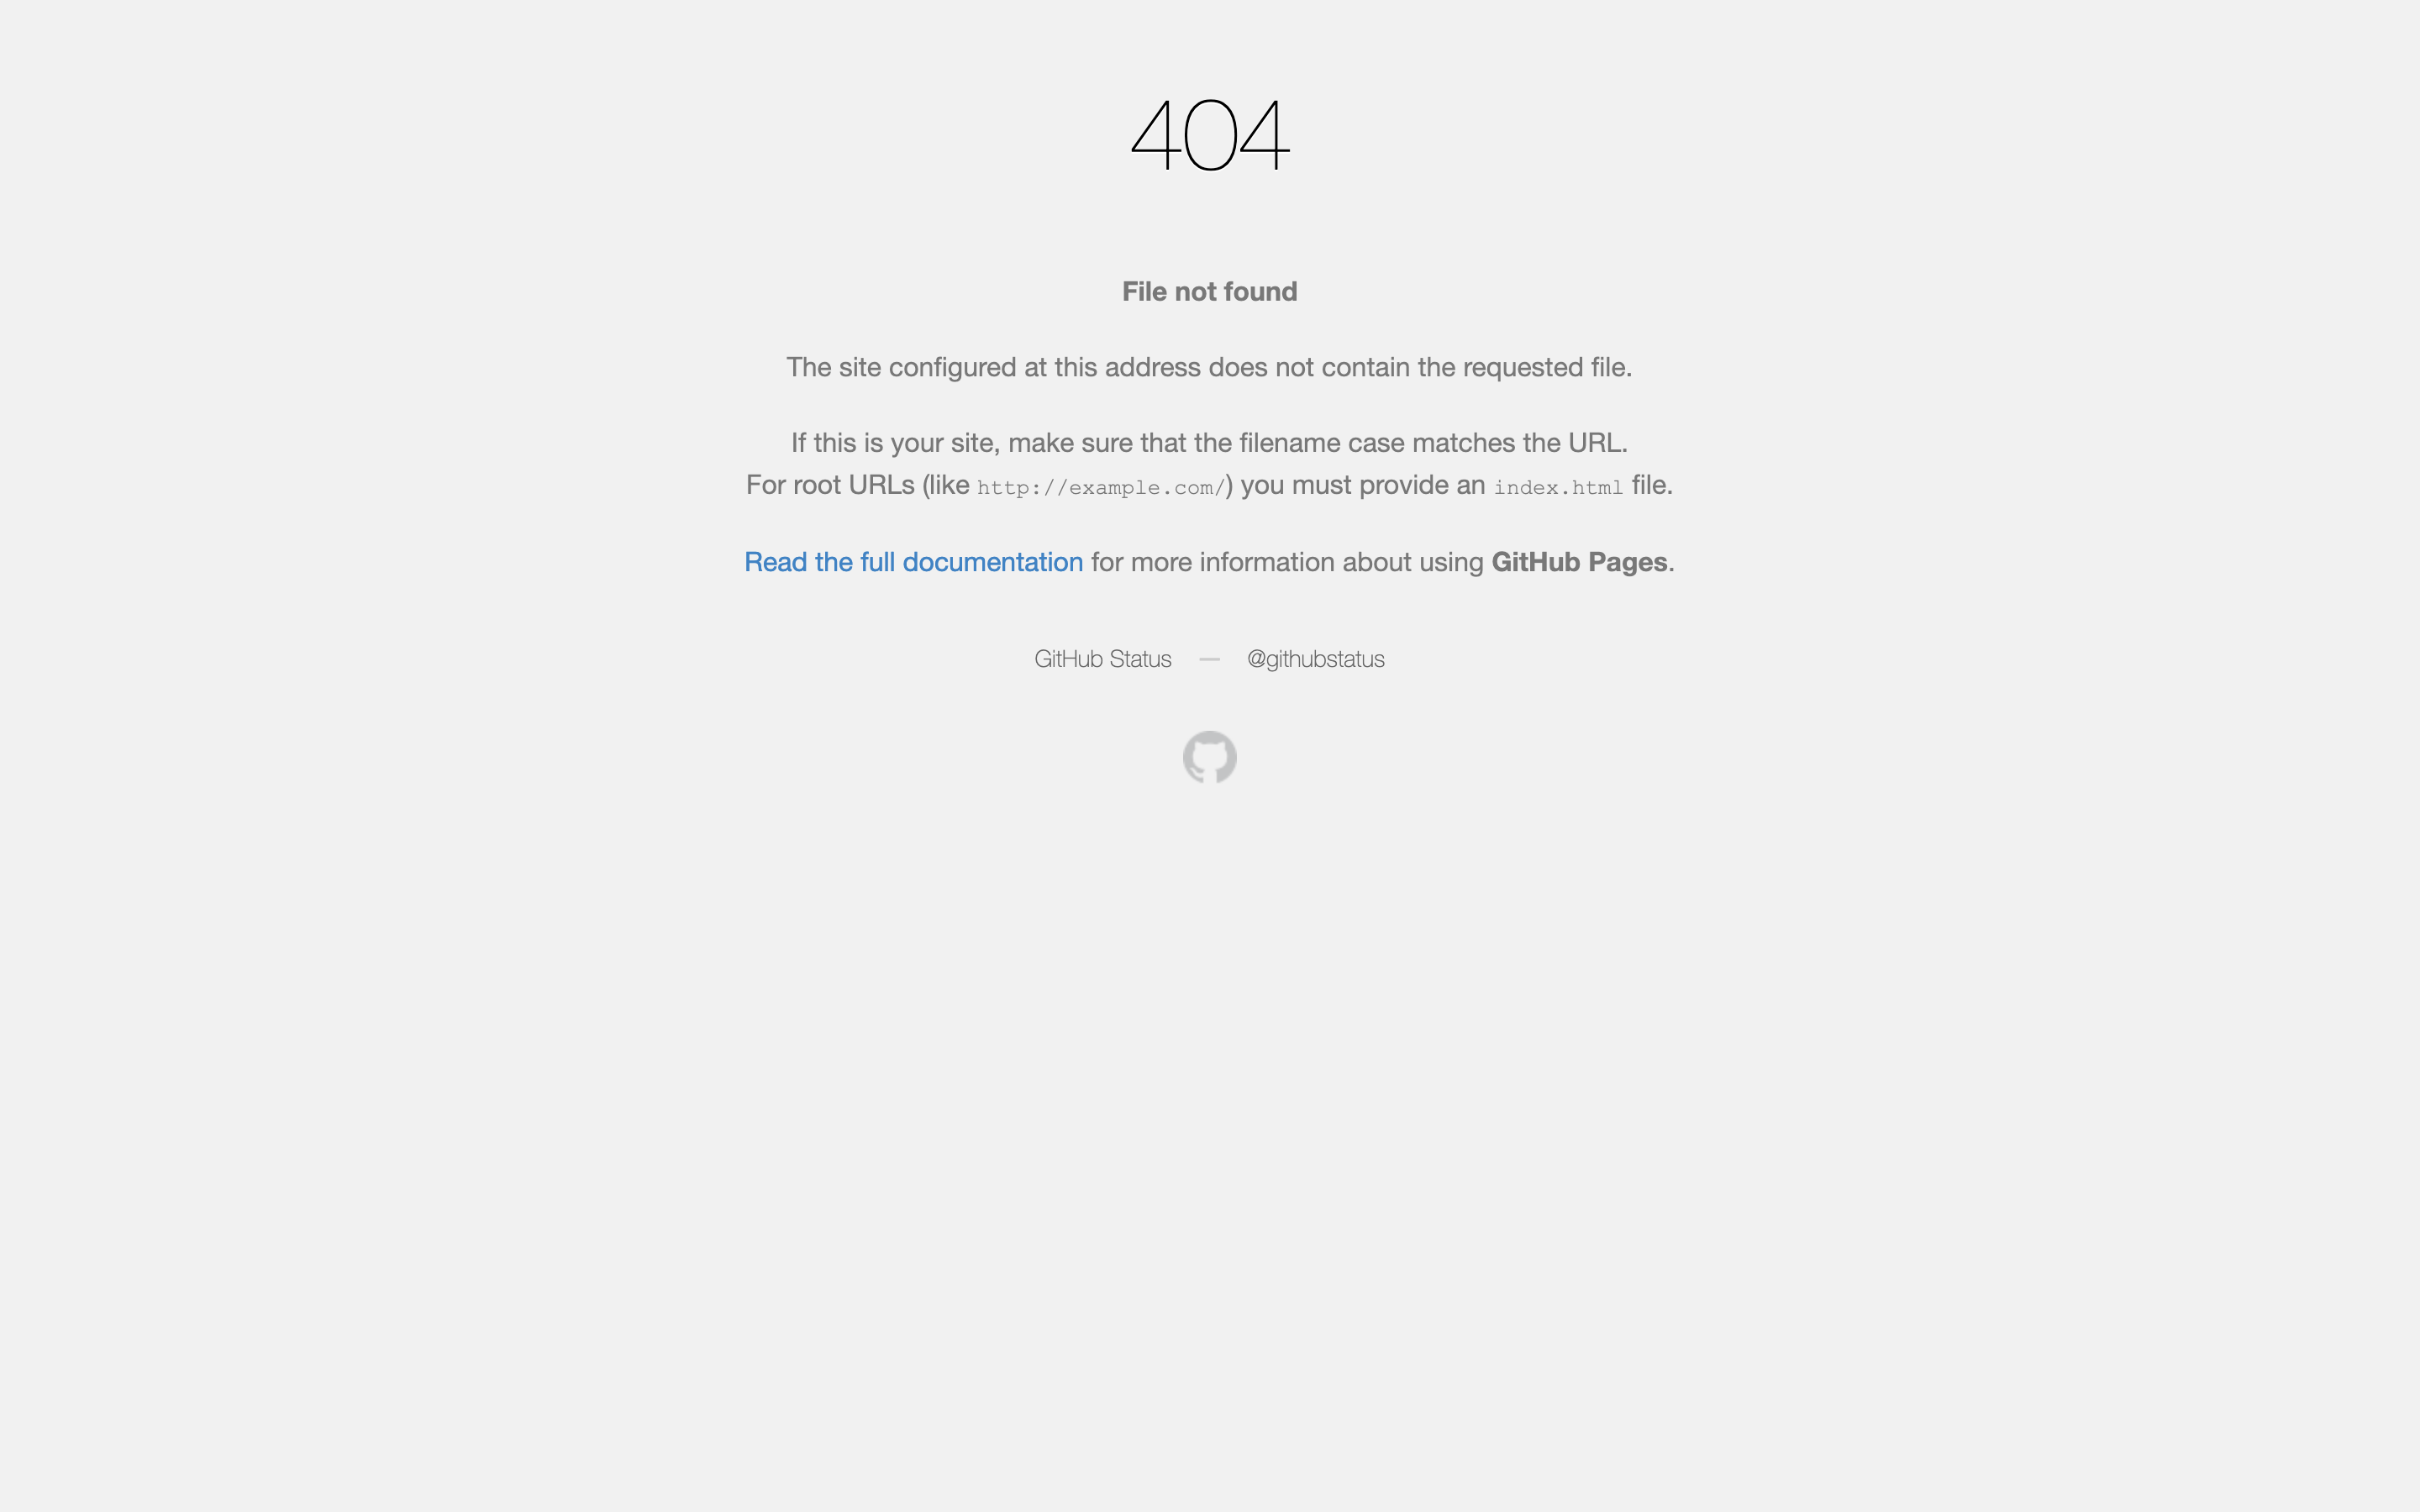 404
File not found
The site configured at this address does not contain the requested file.
If this is your site, make sure that the filename case matches the URL.
For root URLs (like http://example.com/) you must provide an index.html file.
Read the full documentation for more information about using GitHub Pages.
GitHub Status — @githubstatus